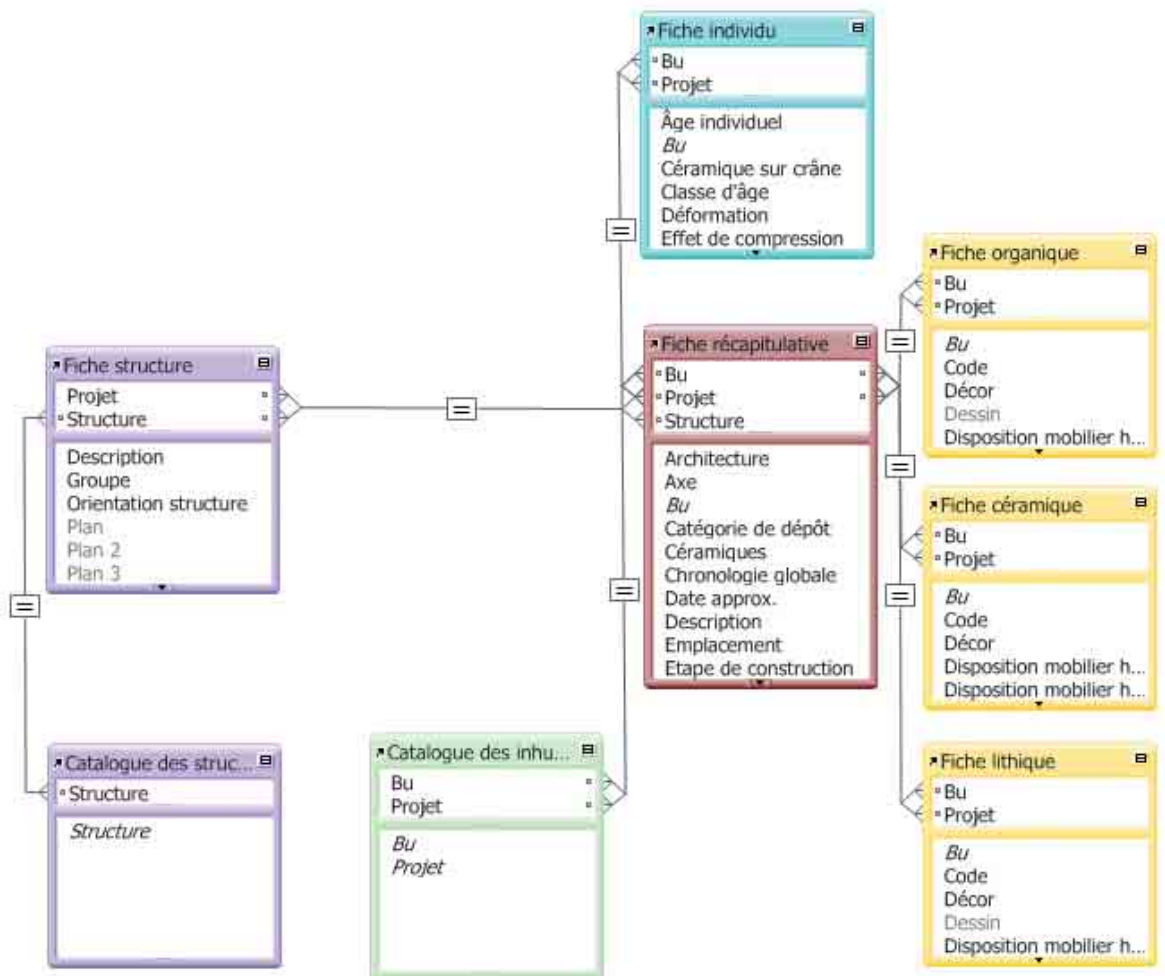 Fiche individu
Bu
Projet
Âge individuel
Bu
Céramique sur crâne
Classe d'âge
Déformation
Effet de compression
Fiche organique
Bu
Projet
Bu
Code
Décor
Dessin
Disposition mobilier h...
Fiche structure
Projet
Structure
Description
Groupe
Orientation structure
Plan
Plan 2
Plan 3
Fiche récapitulative
Bu
Projet
Structure
Architecture
Axe
Bu
Catégorie de dépôt
Céramiques
Chronologie globale
Date approx.
Description
Emplacement
Etape de construction
Fiche céramique
Bu
Projet
Bu
Code
Décor
Disposition mobilier h...
Disposition mobilier h...
Catalogue des struc...
Structure
Structure
Catalogue des inhu...
Bu
Projet
Bu
Projet
Fiche lithique
Bu
Projet
Bu
Code
Décor
Dessin
Disposition mobilier h...